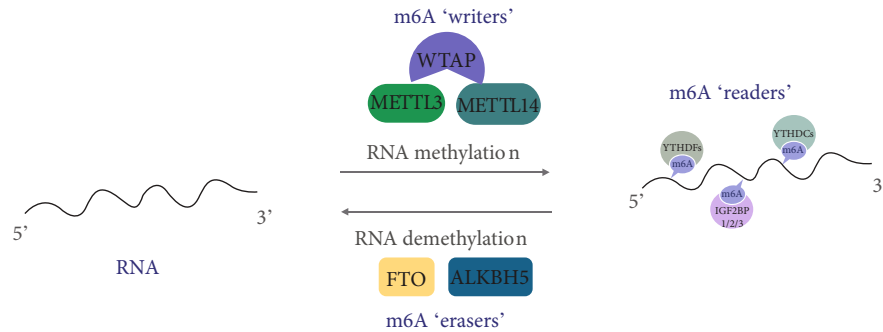 m6A ‘writers’
WTAP
METTL3
METTL14
RNA methylation
5’
3’
RNA
RNA demethylation
FTO
ALKBH5
m6A ‘erasers’
m6A ‘readers’
YTHDFs
m6A
YTHDCs
m6A
m6A
IGF2BP
1/2/3
5’
3